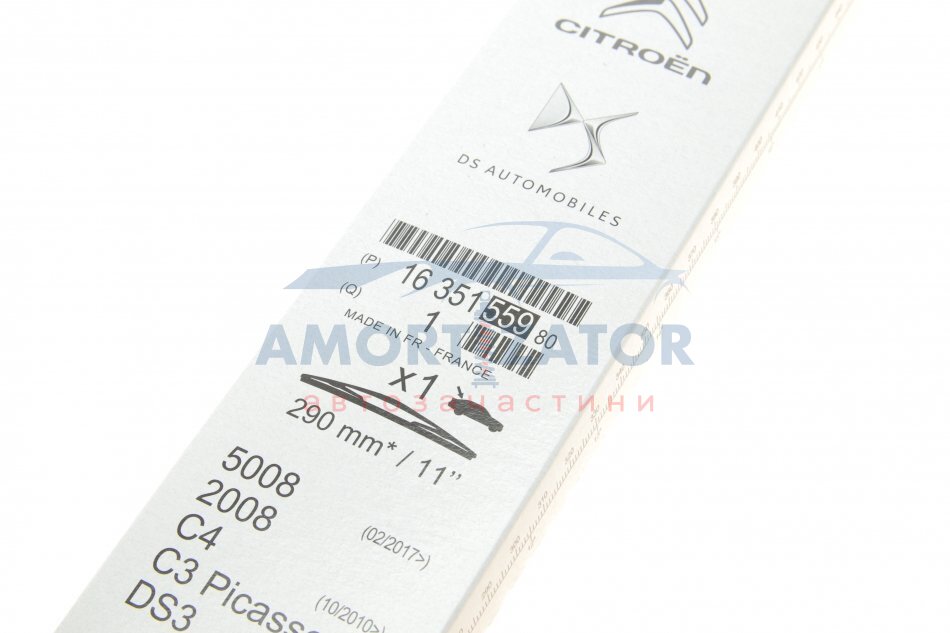 CITROËN
DS AUTOMOBILES
(P) 16 351 559 80
(Q) 1
MADE IN FR - FRANCE
x1
AMORTIZATOR
автозапчастини
290 mm* / 11”
5008
2008
C4 (02/2017>)
C3 Picasso
DS3 (10/2010>)